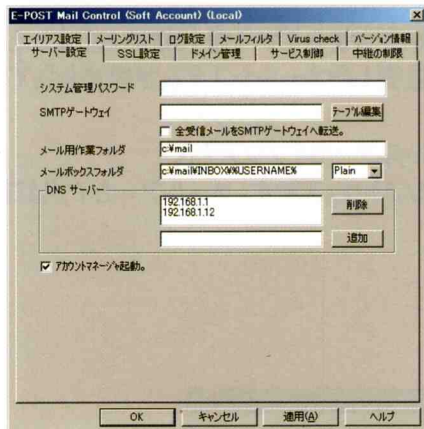 E-POST Mail Control (Soft Account) (Local)
エイリアス設定 メーリングリスト ログ設定 メールフィルタ Virus check バージョン情報
サーバー設定 SSL設定 ドメイン管理 サービス制御 中継の制限
システム管理パスワード
SMTPゲートウェイ テーブル編集
全受信メールをSMTPゲートウェイへ転送。
メール用作業フォルダ c:¥mail
メールボックスフォルダ c:¥mail¥INBOX¥%USERNAME% Plain
DNS サーバー
192.168.1.1 削除
192.168.1.12
追加
アカウントマネージャ起動。
OK キャンセル 適用(A) ヘルプ